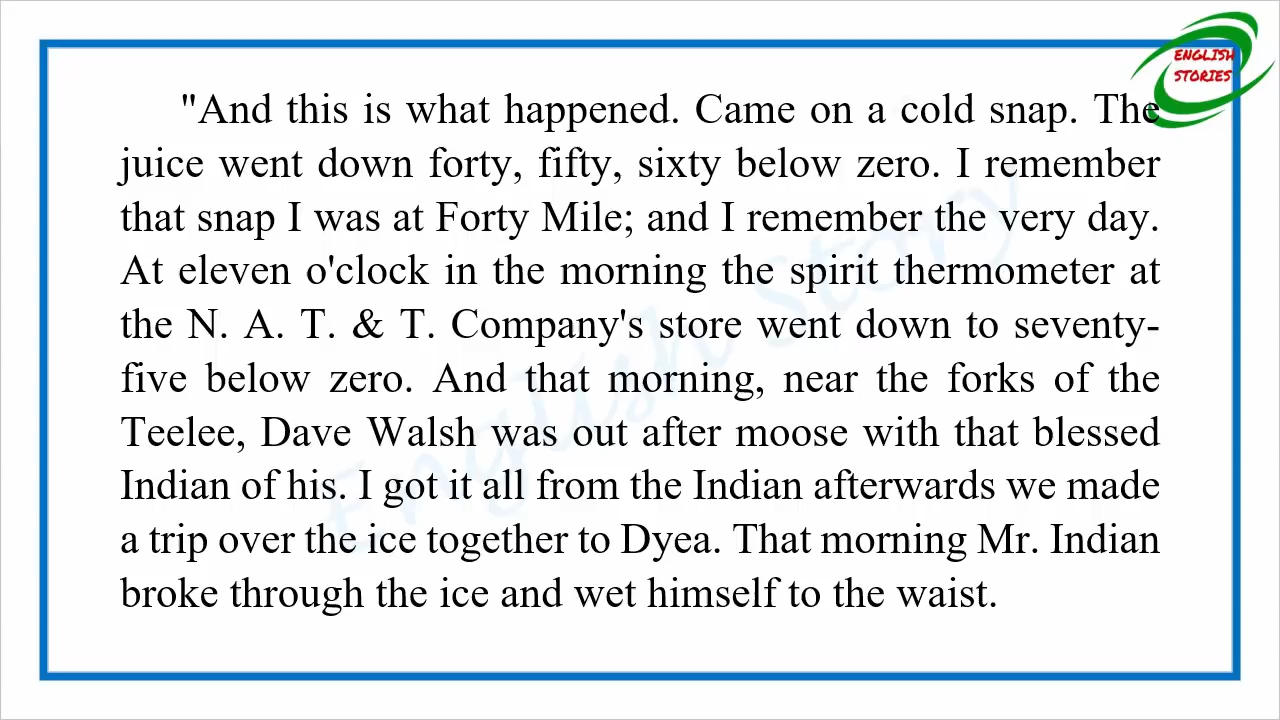 ENGLISH
STORIES
"And this is what happened. Came on a cold snap. The
juice went down forty, fifty, sixty below zero. I remember
that snap I was at Forty Mile; and I remember the very day.
At eleven o'clock in the morning the spirit thermometer at
the N. A. T. & T. Company's store went down to seventy-
five below zero. And that morning, near the forks of the
Teelee, Dave Walsh was out after moose with that blessed
Indian of his. I got it all from the Indian afterwards we made
a trip over the ice together to Dyea. That morning Mr. Indian
broke through the ice and wet himself to the waist.
English Story